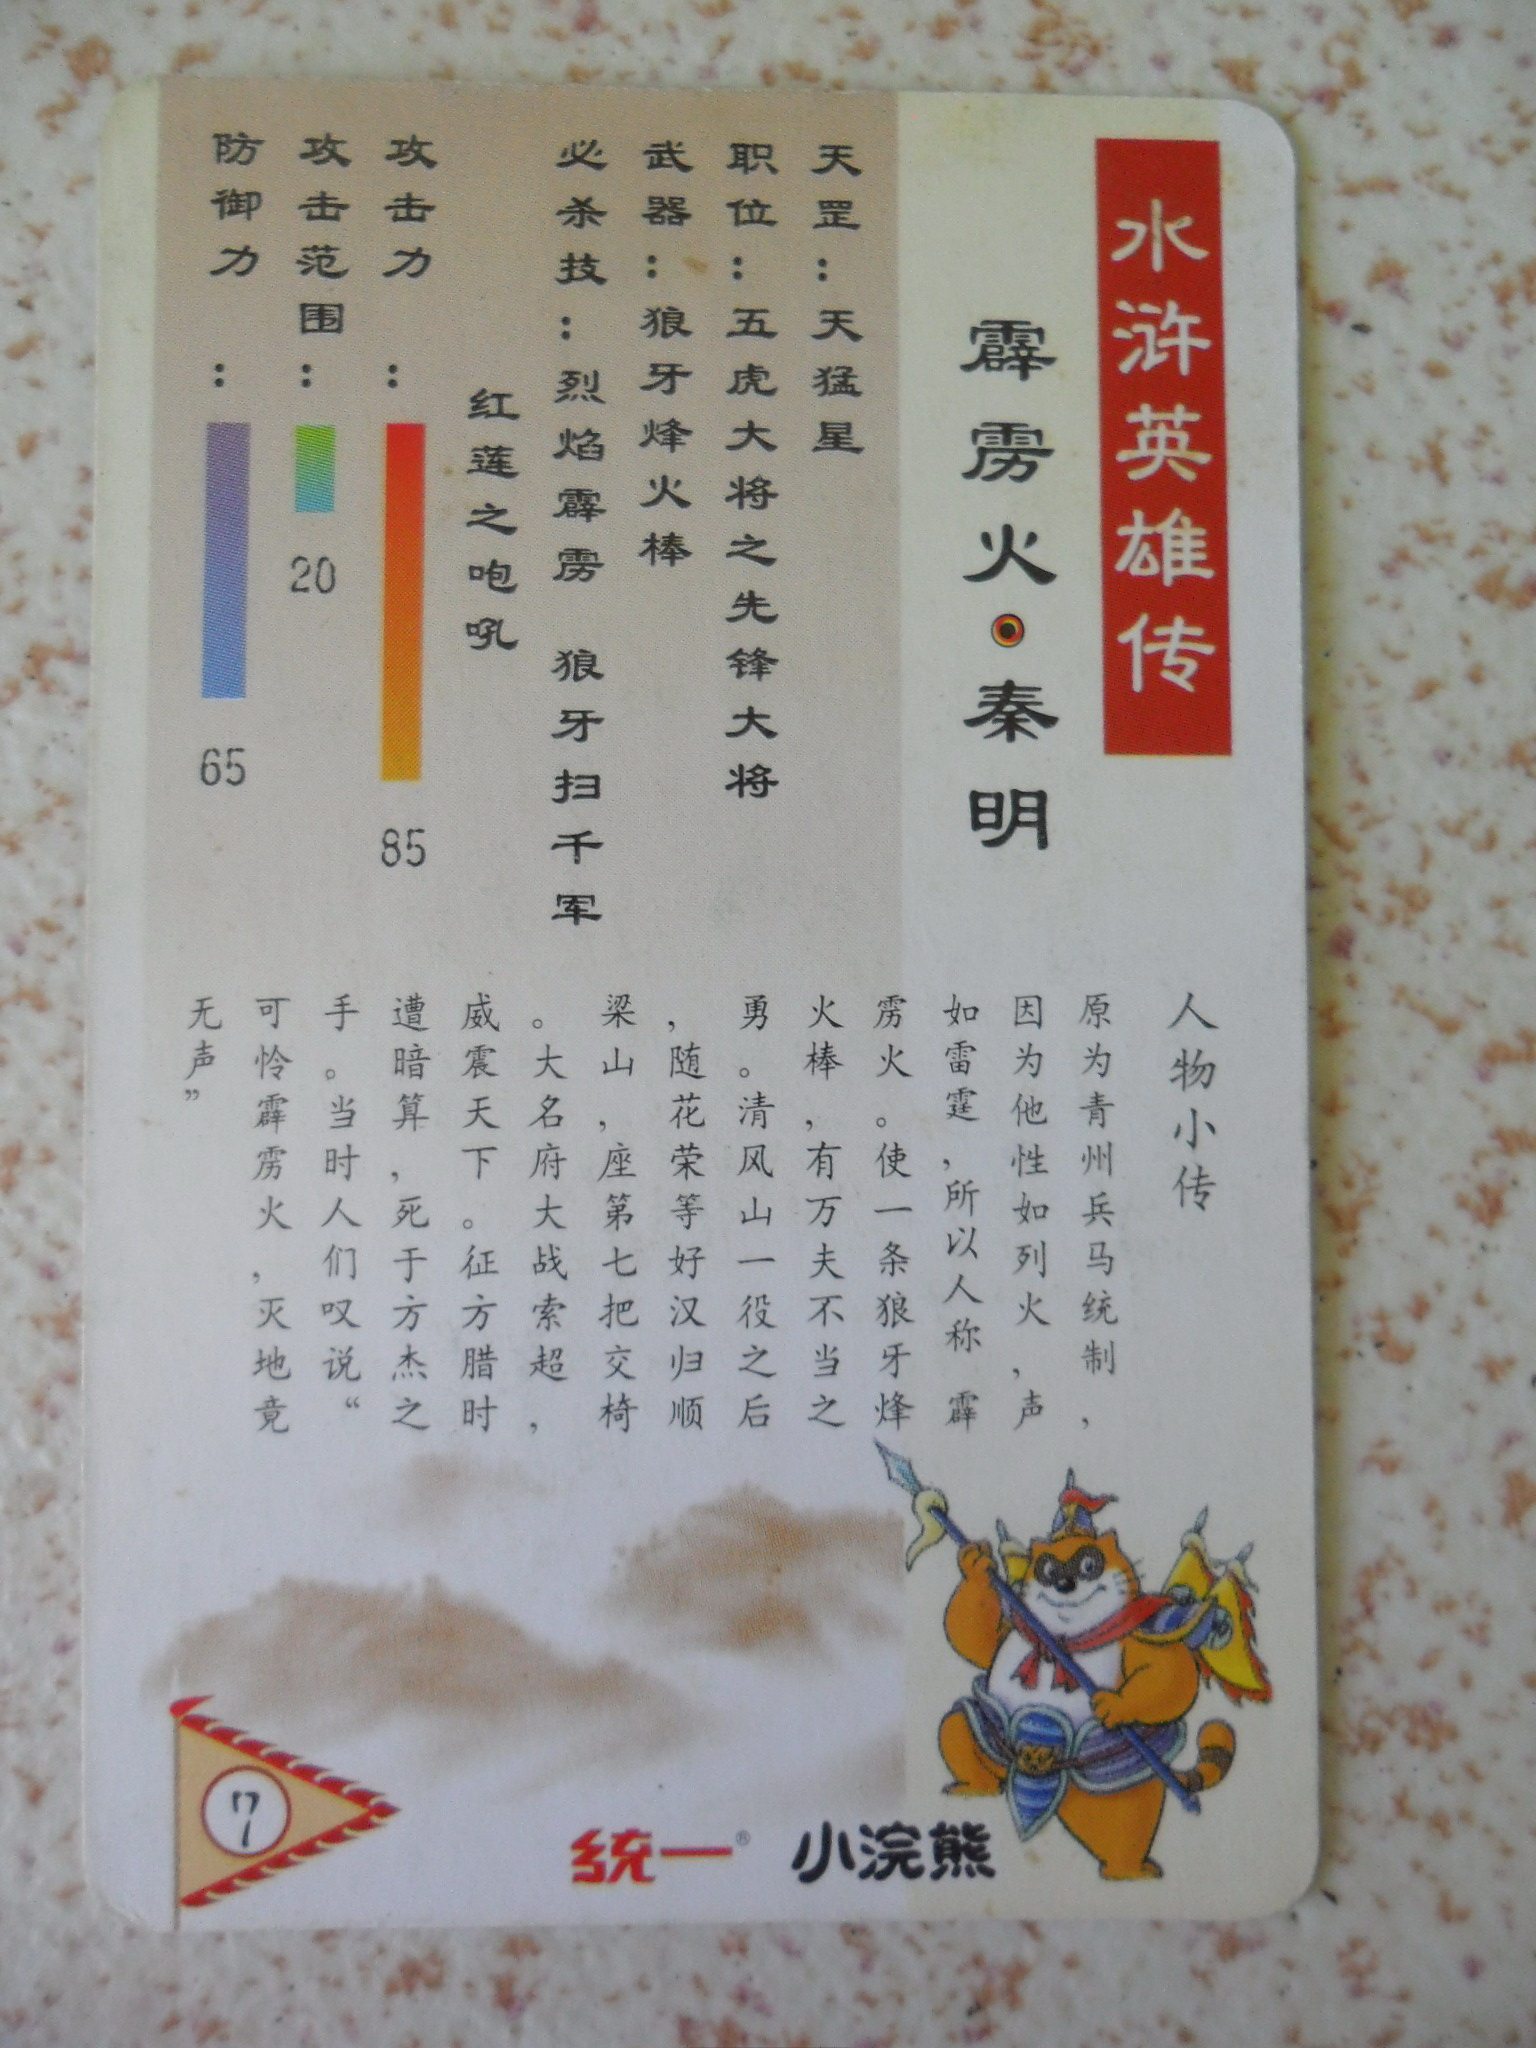 水浒英雄传
霹雳火·秦明
天罡：天猛星
职位：五虎大将之先锋大将
武器：狼牙烽火棒
必杀技：烈焰霹雳 狼牙扫千军
红莲之咆吼
攻击力：85
攻击范围：20
防御力：65
人物小传
原为青州兵马统制，
因为他性如列火，声
如雷霆，所以人称 霹
雳火。使一条狼牙烽
火棒，有万夫不当之
勇。清风山一役之后
，随花荣等好汉归顺
梁山，座第七把交椅
。大名府大战索超，
威震天下。征方腊时
遭暗算，死于方杰之
手。当时人们叹说“
可怜霹雳火，灭地竟
无声”
7
统一® 小浣熊